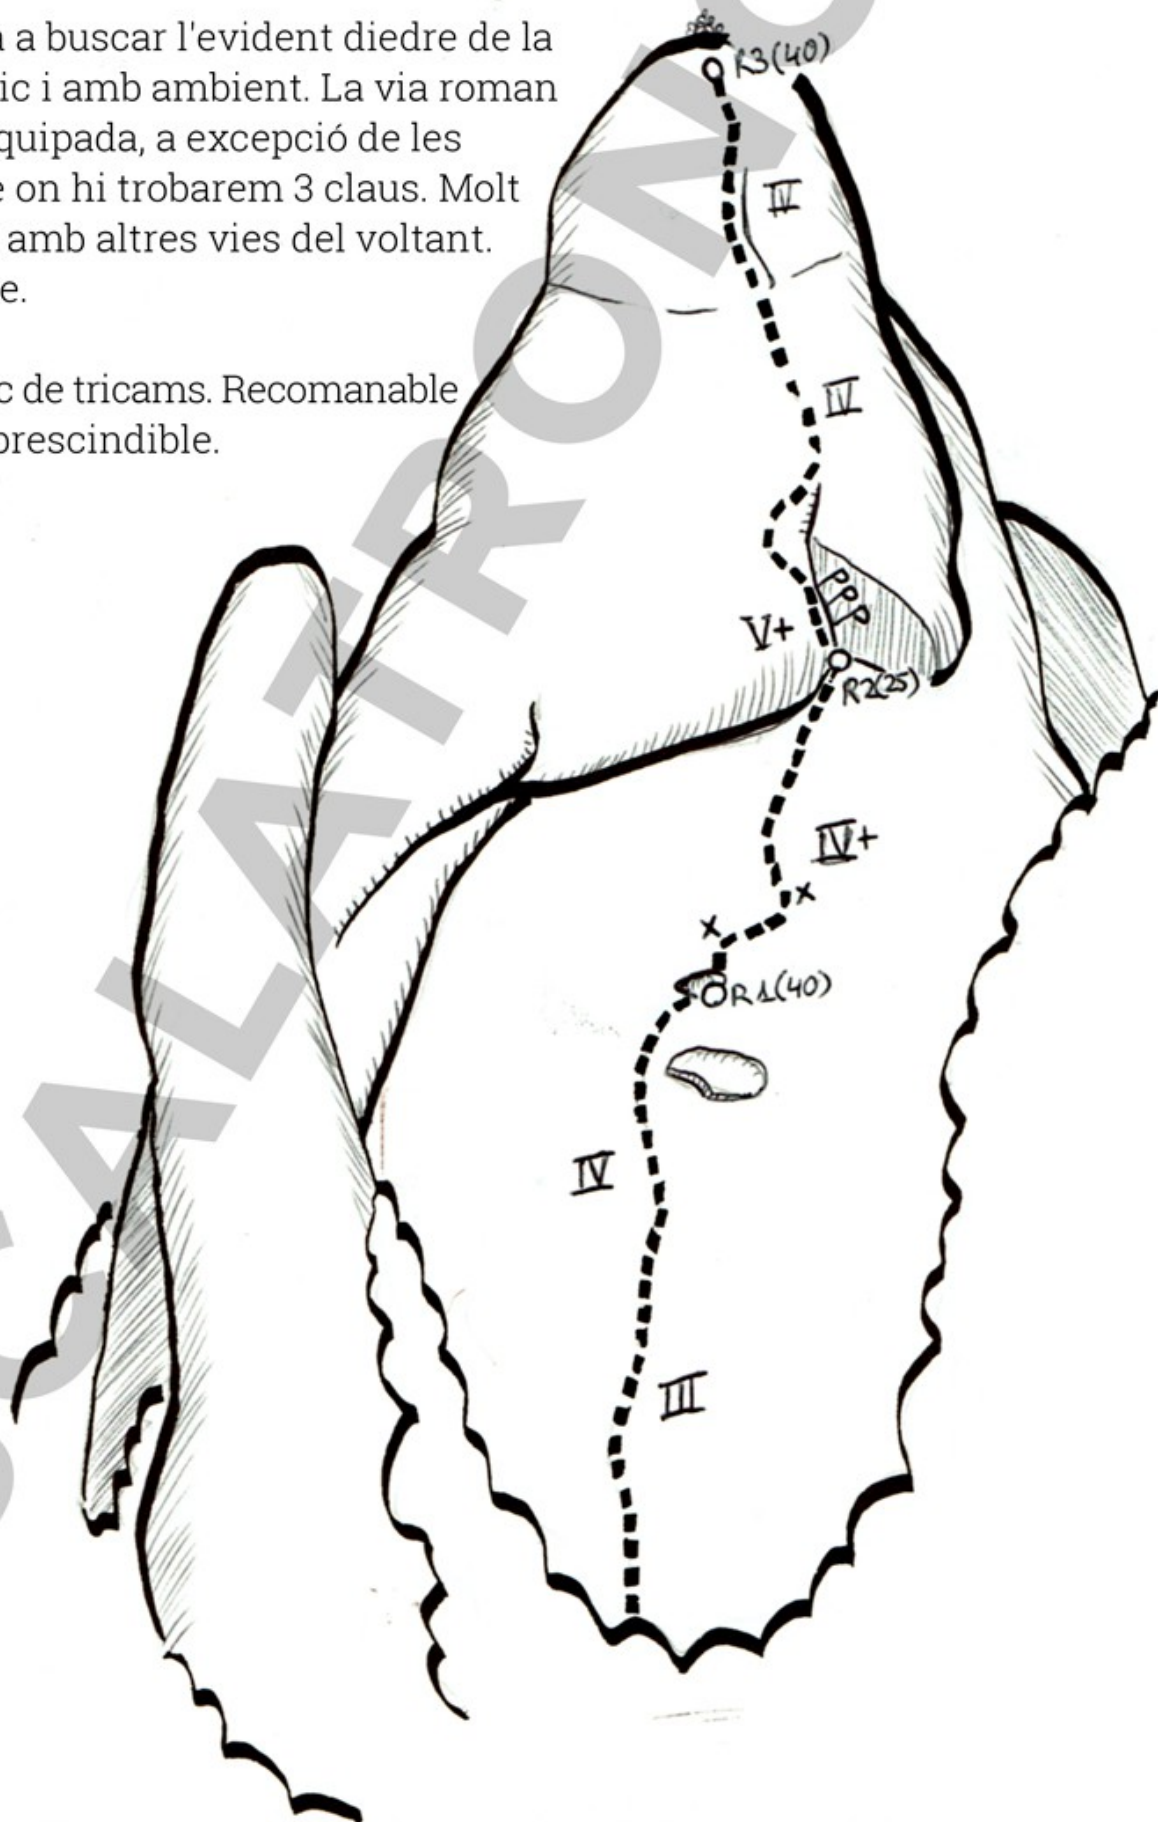 a buscar l'evident diedre de la
ic i amb ambient. La via roman
quipada, a excepció de les
e on hi trobarem 3 claus. Molt
amb altres vies del voltant.
e.
c de tricams. Recomanable
prescindible.
R3(40)
IV
IV
PPP
V+
R2(25)
IV+
x
x
R1(40)
IV
III
CALATRON